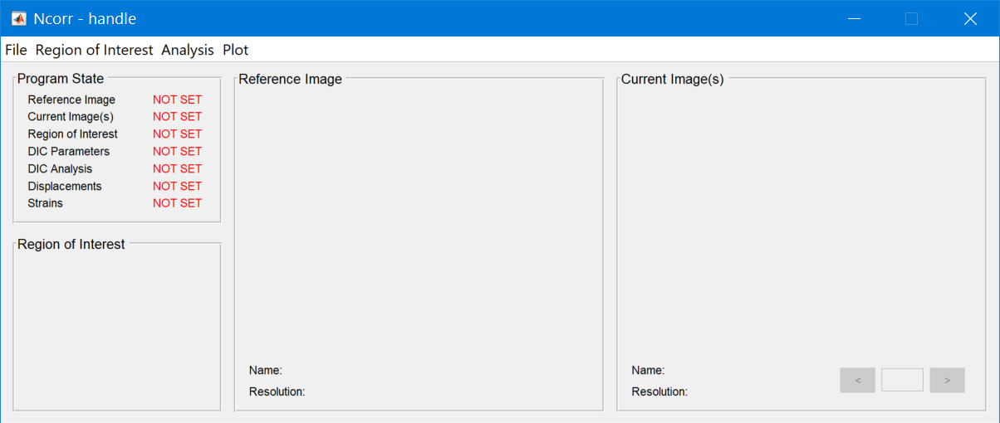 Ncorr - handle
File Region of Interest Analysis Plot
Program State
Reference Image NOT SET
Current Image(s) NOT SET
Region of Interest NOT SET
DIC Parameters NOT SET
DIC Analysis NOT SET
Displacements NOT SET
Strains NOT SET
Region of Interest
Reference Image
Name:
Resolution:
Current Image(s)
Name:
Resolution:
< >